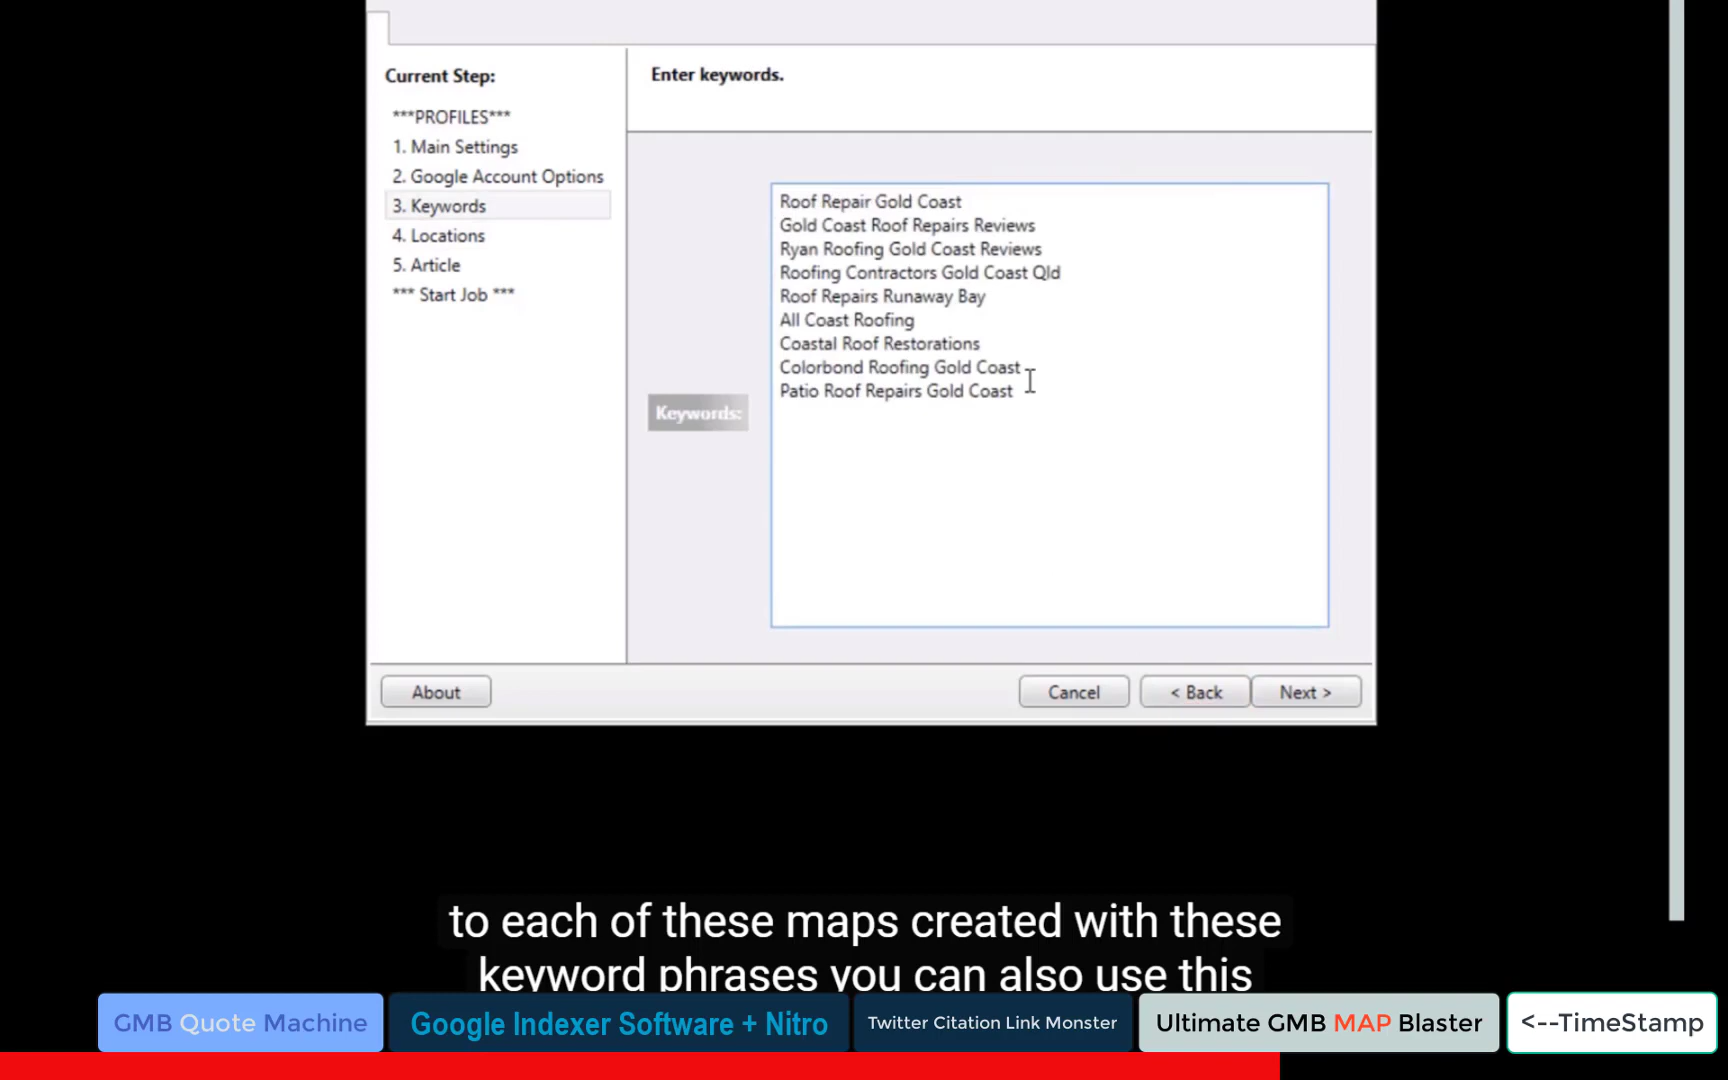 Current Step:
***PROFILES***
1. Main Settings
2. Google Account Options
3. Keywords
4. Locations
5. Article
*** Start Job ***
Enter keywords.
Keywords:
Roof Repair Gold Coast
Gold Coast Roof Repairs Reviews
Ryan Roofing Gold Coast Reviews
Roofing Contractors Gold Coast Qld
Roof Repairs Runaway Bay
All Coast Roofing
Coastal Roof Restorations
Colorbond Roofing Gold Coast
Patio Roof Repairs Gold Coast
About
Cancel
< Back
Next >
to each of these maps created with these
keyword phrases you can also use this
GMB Quote Machine
Google Indexer Software + Nitro
Twitter Citation Link Monster
Ultimate GMB MAP Blaster
<--TimeStamp